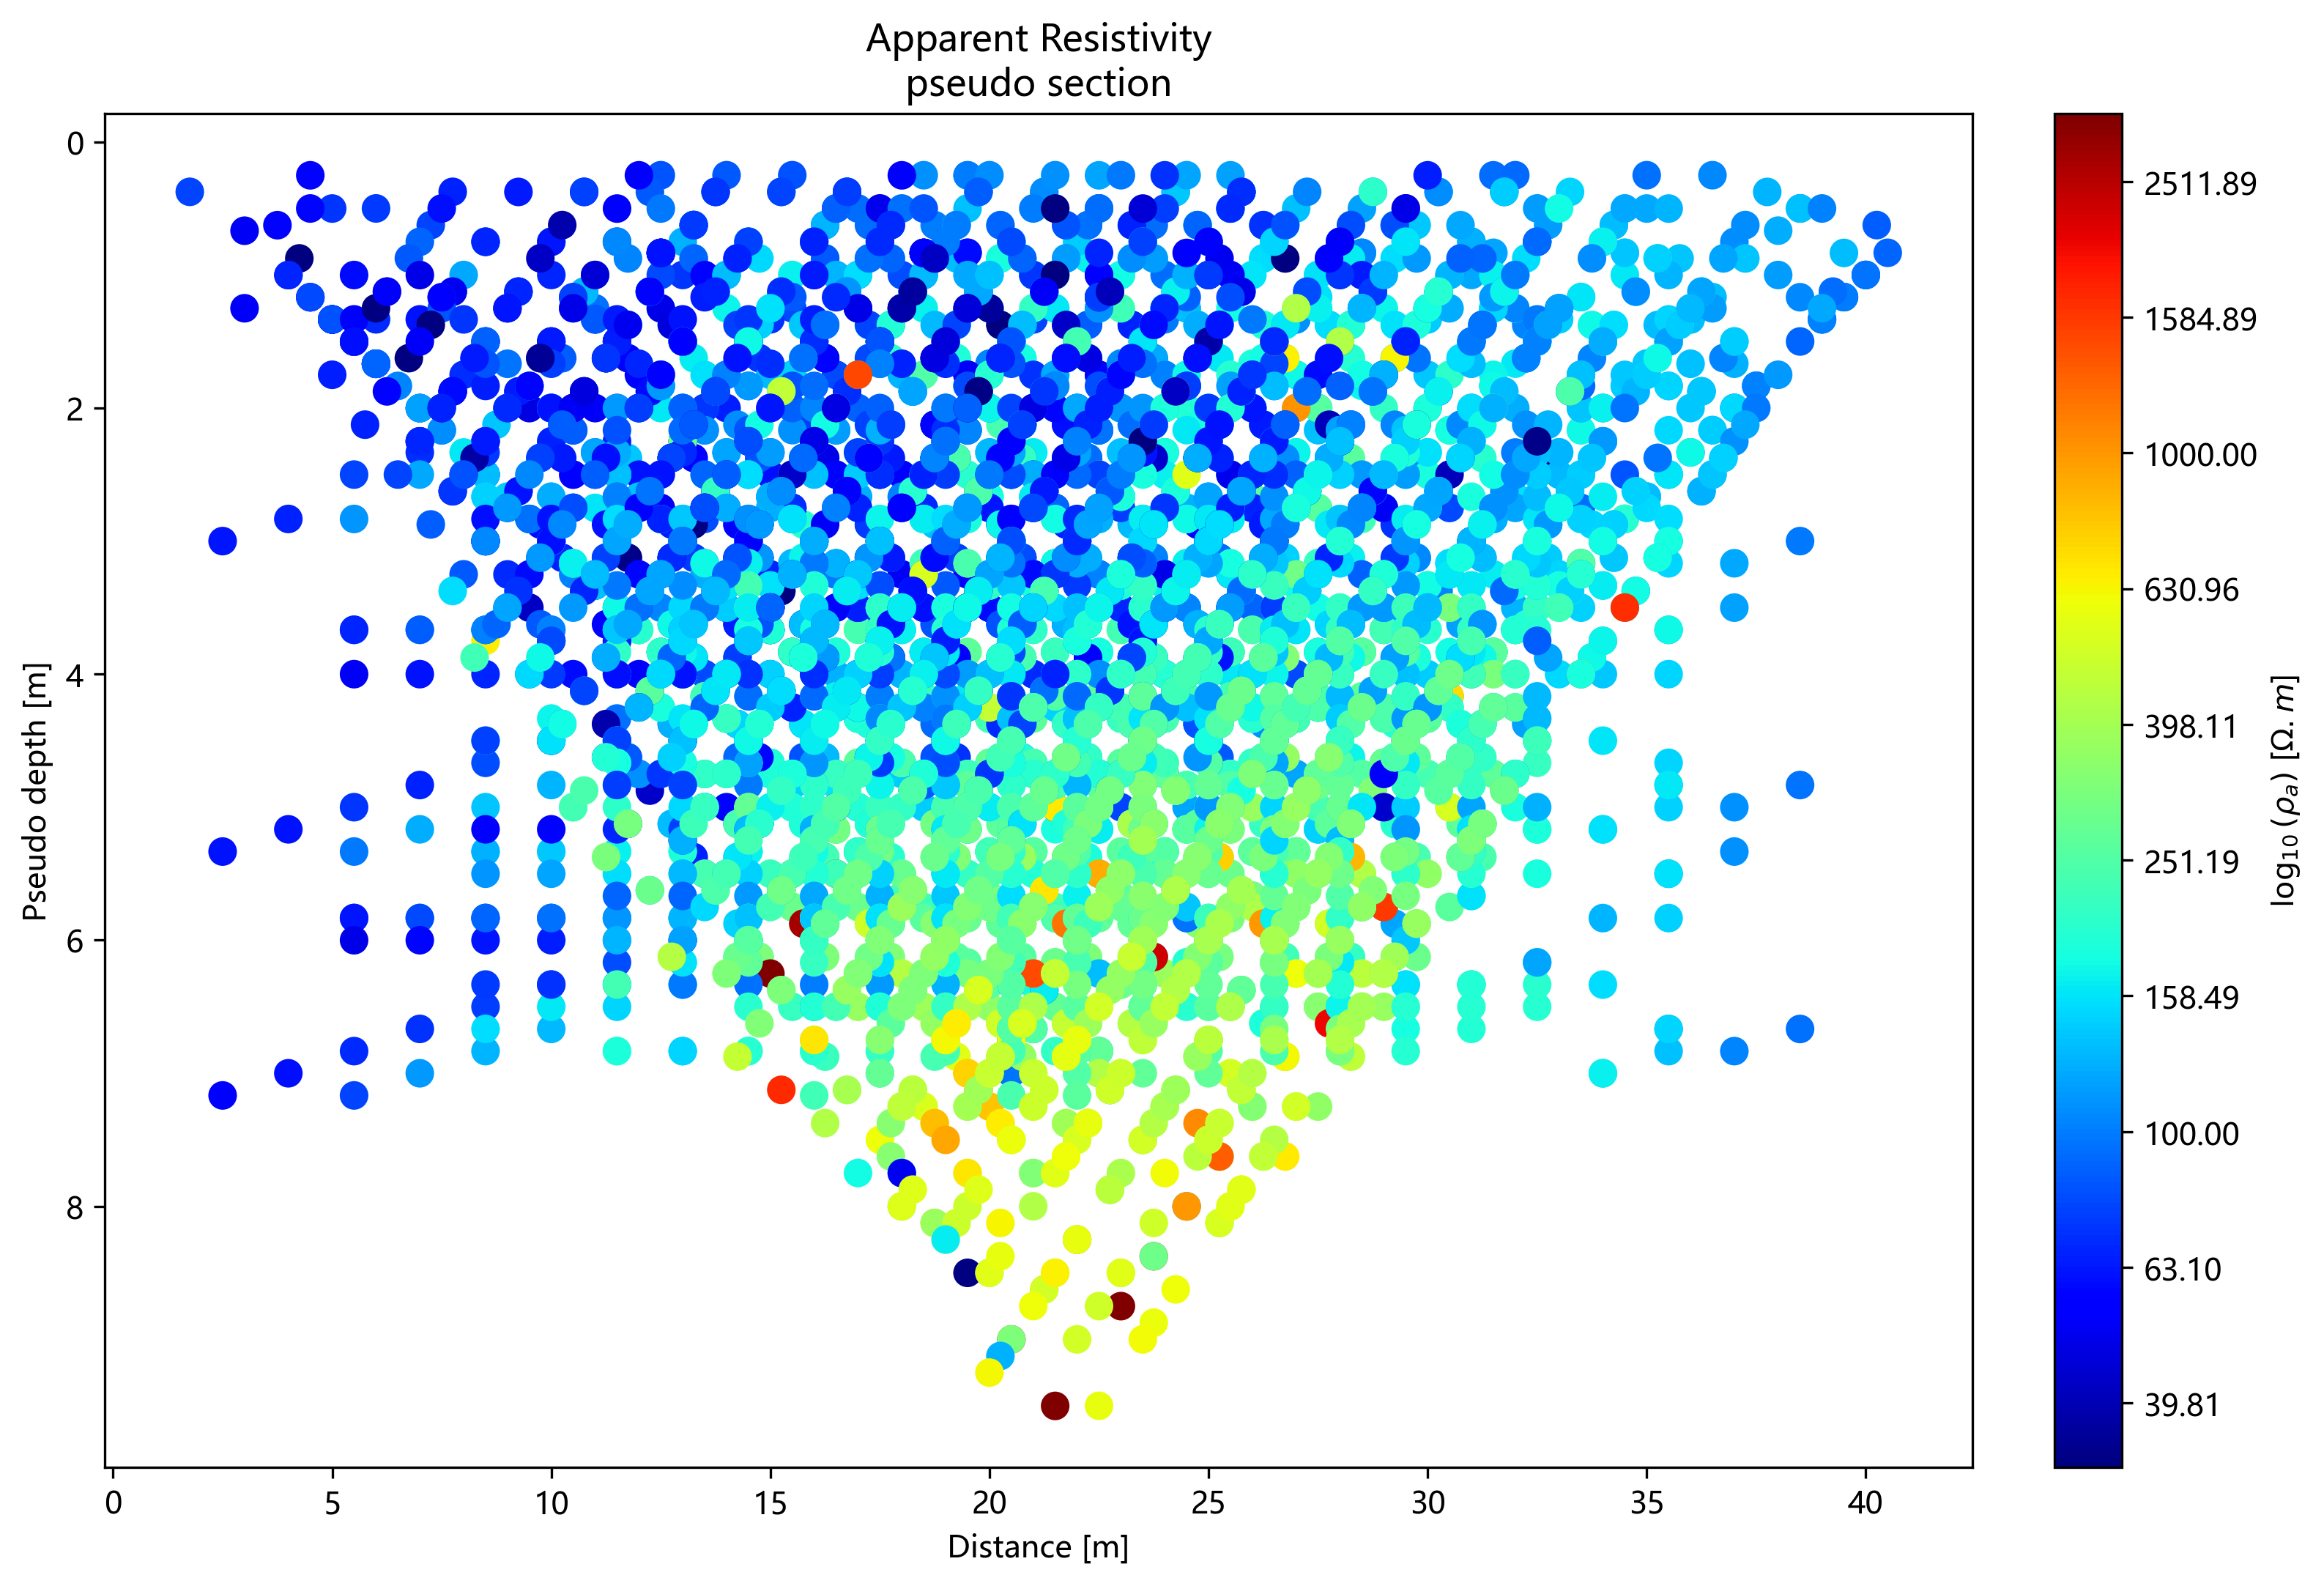 Apparent Resistivity
pseudo section
0
2
4
6
8
Pseudo depth [m]
0 5 10 15 20 25 30 35 40
Distance [m]
2511.89
1584.89
1000.00
630.96
398.11
251.19
158.49
100.00
63.10
39.81
log₁₀(ρₐ) [Ω.m]